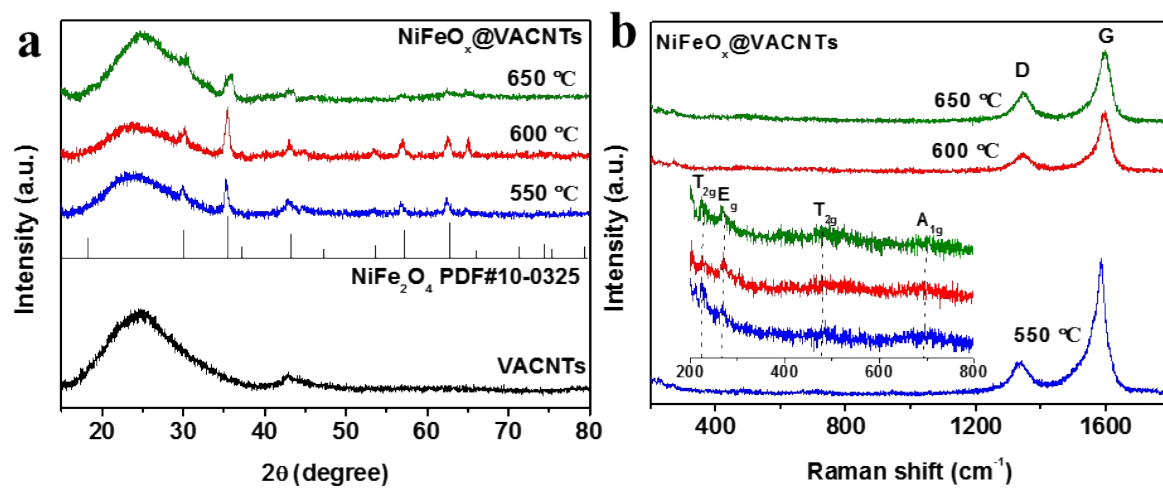 a
NiFeOₓ@VACNTs
650 ℃
600 ℃
550 ℃
NiFe₂O₄ PDF#10-0325
VACNTs
Intensity (a.u.)
20 30 40 50 60 70 80
2θ (degree)
b
NiFeOₓ@VACNTs
G
D
650 ℃
600 ℃
T₂g E_g T₂g A₁g
550 ℃
200 400 600 800
Intensity (a.u.)
400 800 1200 1600
Raman shift (cm⁻¹)